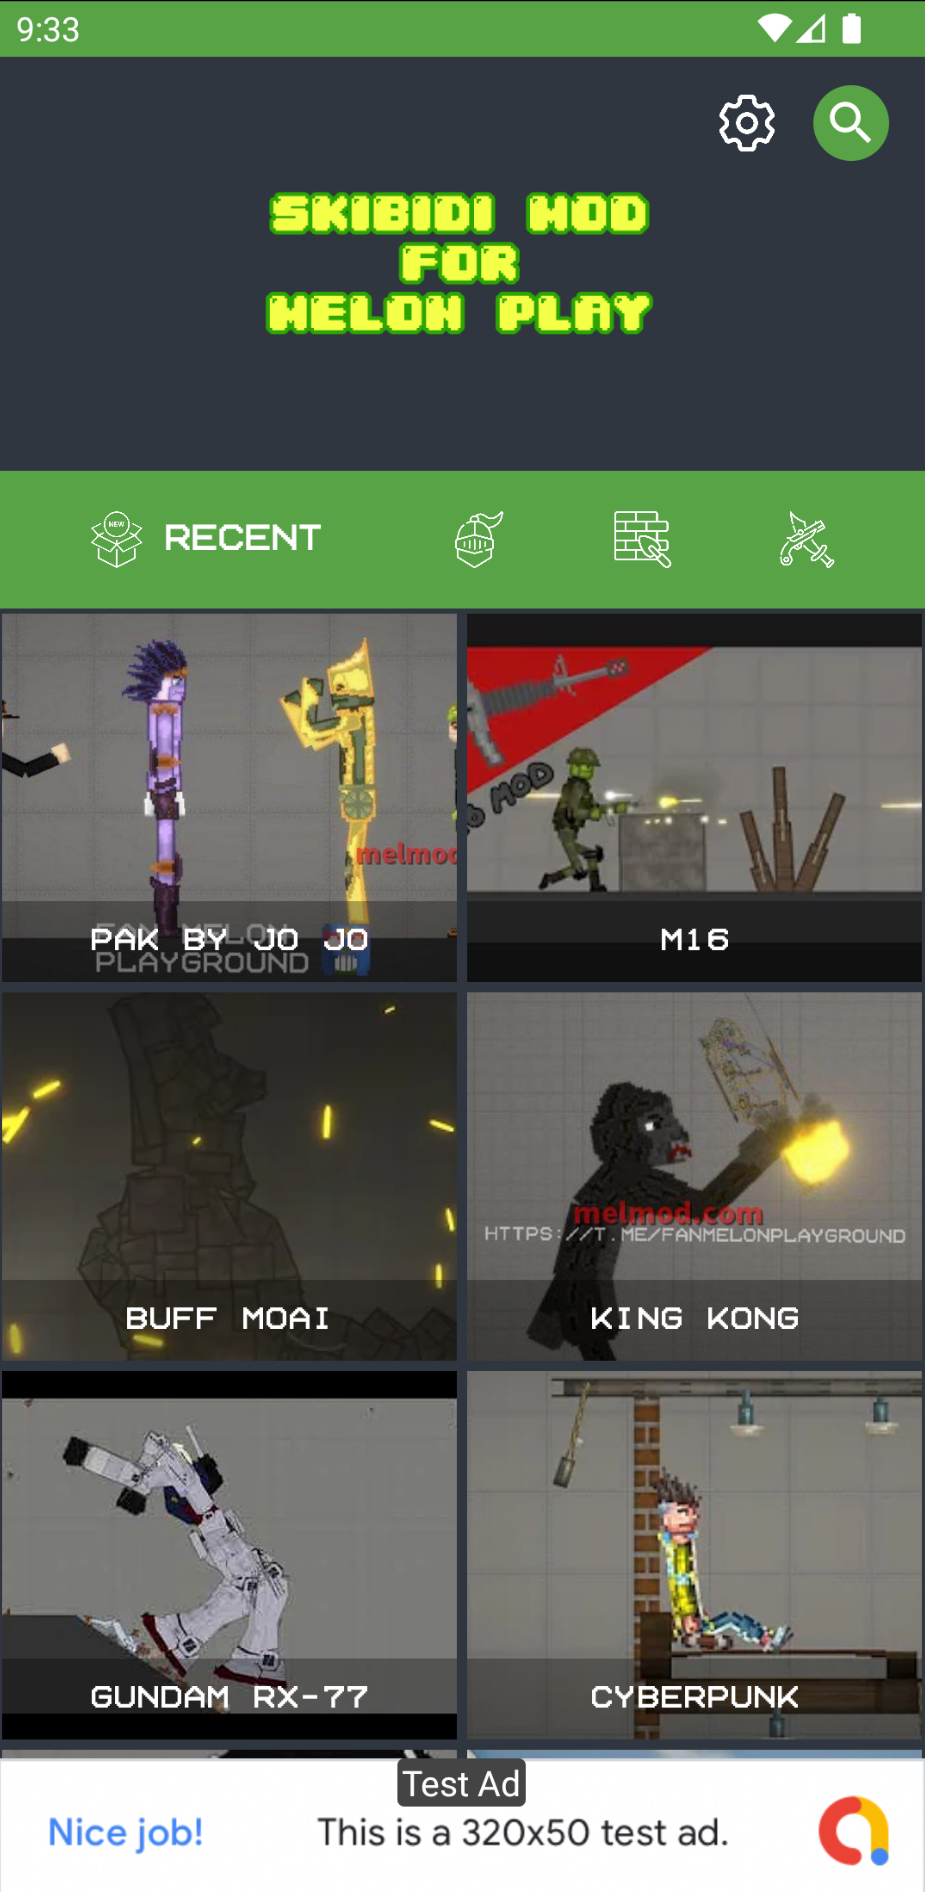 9:33
SKIBIDI MOD
FOR
MELON PLAY
NEW
RECENT
melmod
FAN MELON
PLAYGROUND
PAK BY JO JO
MOD
M16
BUFF MOAI
melmod.com
HTTPS://T.ME/FANMELONPLAYGROUND
KING KONG
GUNDAM RX-77
CYBERPUNK
Test Ad
Nice job!
This is a 320x50 test ad.